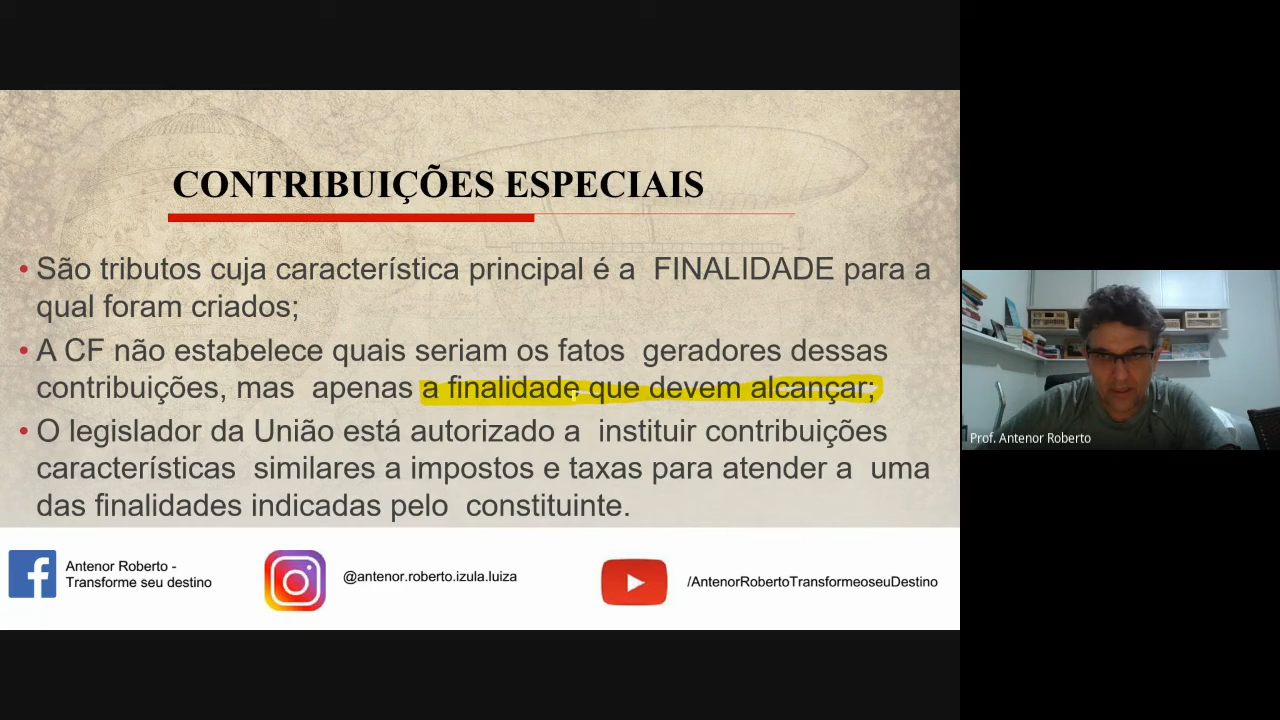 CONTRIBUIÇÕES ESPECIAIS
• São tributos cuja característica principal é a FINALIDADE para a
qual foram criados;
• A CF não estabelece quais seriam os fatos geradores dessas
contribuições, mas apenas a finalidade que devem alcançar;
• O legislador da União está autorizado a instituir contribuições
características similares a impostos e taxas para atender a uma
das finalidades indicadas pelo constituinte.
Antenor Roberto -
Transforme seu destino
@antenor.roberto.izula.luiza
/AntenorRobertoTransformeoseuDestino
Prof. Antenor Roberto